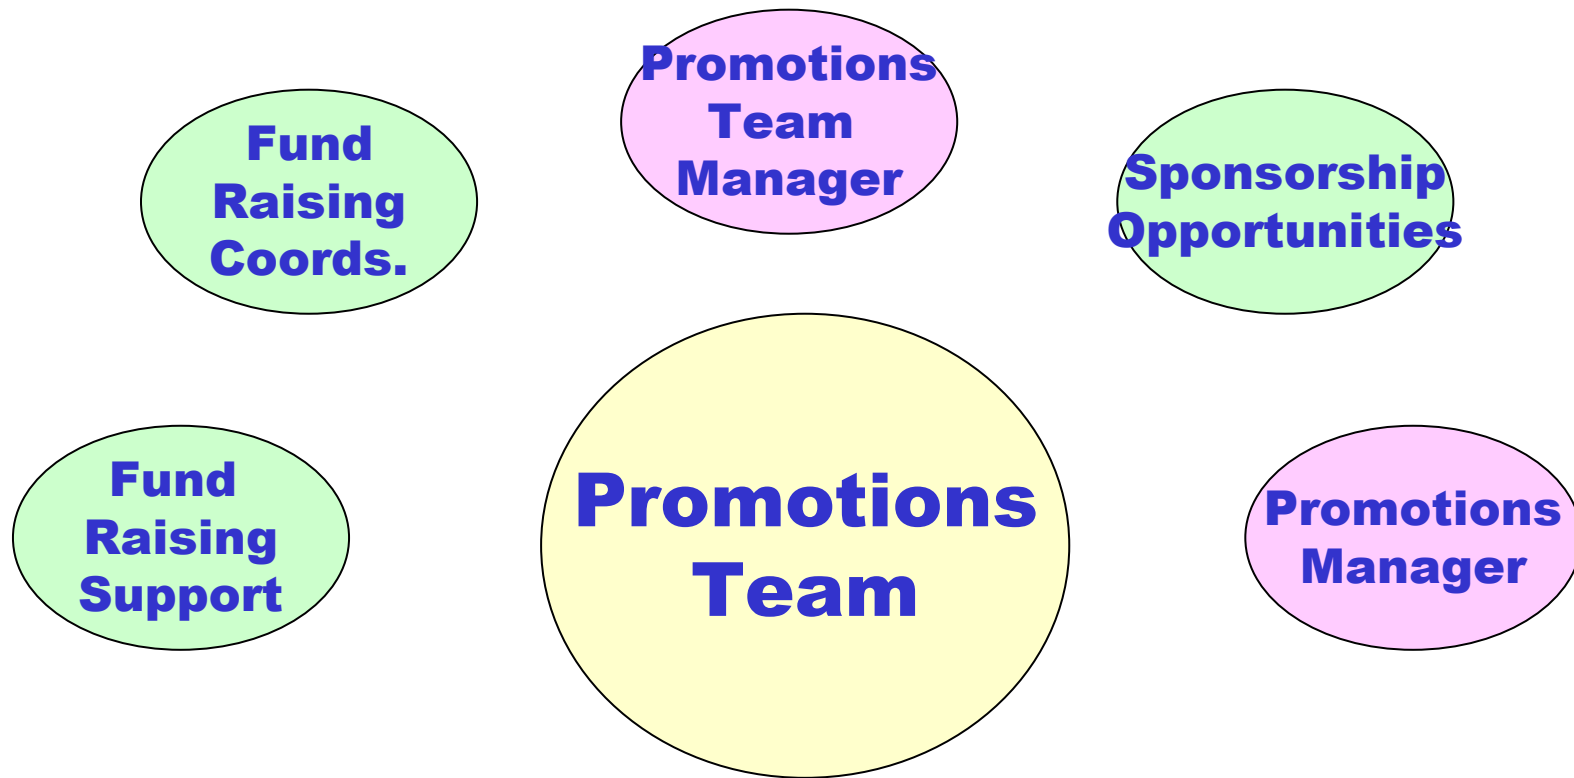 Promotions
Team
Manager
Fund
Raising
Coords.
Sponsorship
Opportunities
Fund
Raising
Support
Promotions
Team
Promotions
Manager